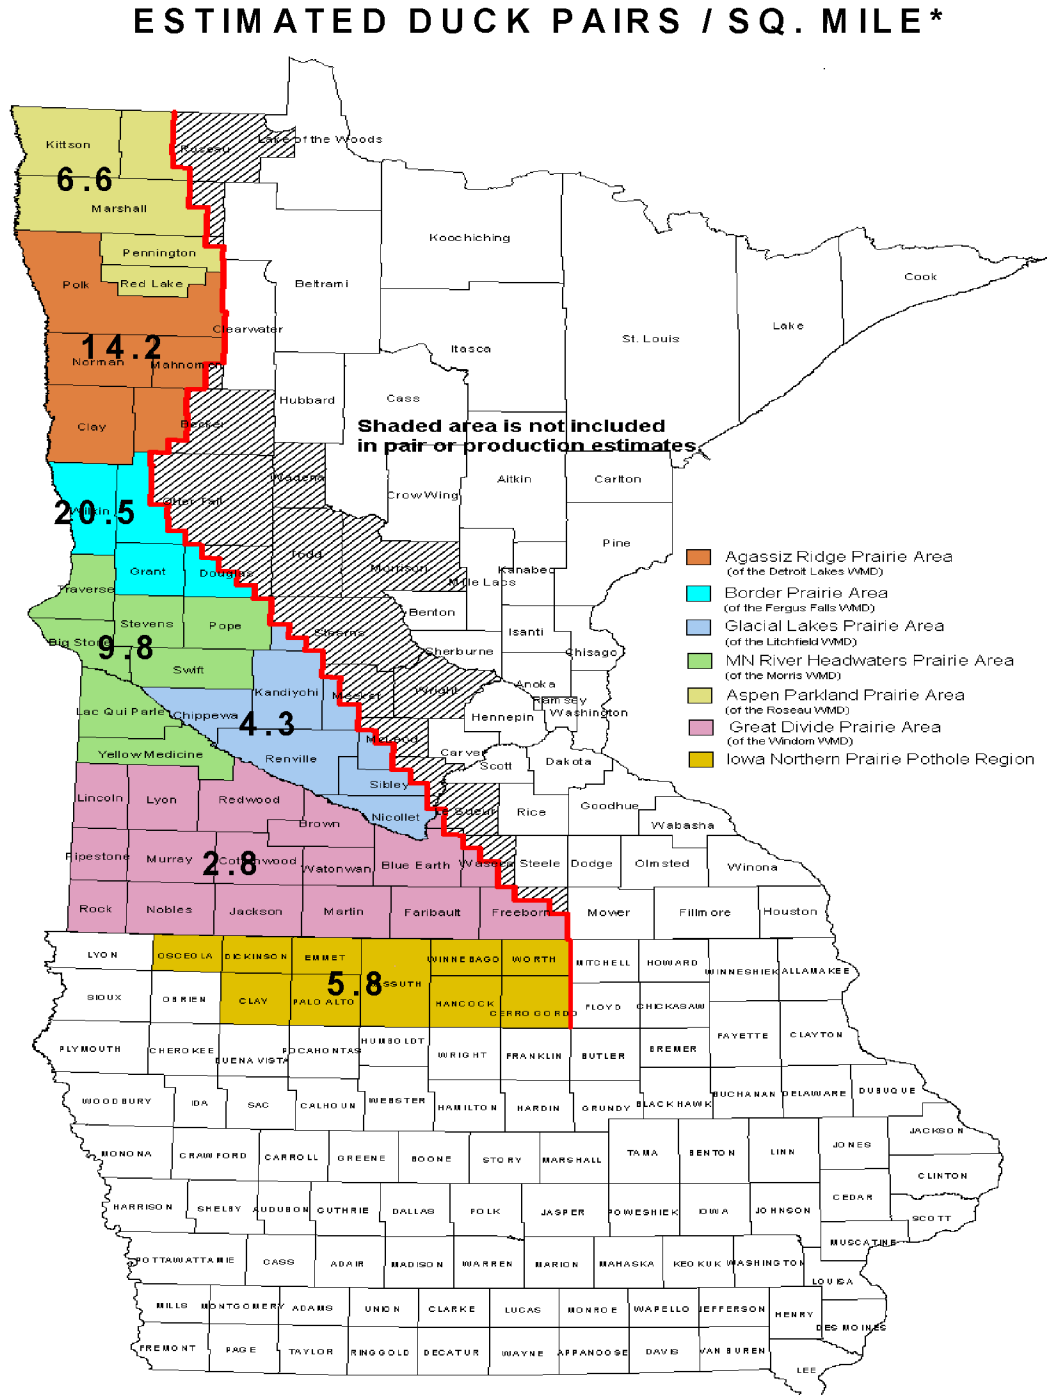 ESTIMATED DUCK PAIRS / SQ. MILE*
Kittson
Roseau
Lake of the Woods
6.6
Marshall
Koochiching
Pennington
Cook
Polk
Red Lake
Beltrami
Clearwater
Lake
St. Louis
Itasca
14.2
Norman
Mahnomen
Hubbard
Cass
Clay
Becker
Shaded area is not included
in pair or production estimates
Wadena
Aitkin
Carlton
Otter Tail
Crow Wing
20.5
Wilkin
Pine
Grant
Douglas
Todd
Morrison
Mille Lacs
Kanabec
Traverse
Benton
Stevens
Pope
Stearns
Isanti
Big Stone
9.8
Sherburne
Chisago
Swift
Kandiyohi
Meeker
Wright
Anoka
Ramsey
Lac Qui Parle
Chippewa
4.3
Hennepin
Washington
McLeod
Carver
Yellow Medicine
Renville
Scott
Dakota
Sibley
Lincoln
Lyon
Redwood
Nicollet
Le Sueur
Rice
Goodhue
Brown
Wabasha
Pipestone
Murray
Cottonwood
2.8
Watonwan
Blue Earth
Waseca
Steele
Dodge
Olmsted
Winona
Rock
Nobles
Jackson
Martin
Faribault
Freeborn
Mower
Fillmore
Houston
Agassiz Ridge Prairie Area
(of the Detroit Lakes WMD)
Border Prairie Area
(of the Fergus Falls WMD)
Glacial Lakes Prairie Area
(of the Litchfield WMD)
MN River Headwaters Prairie Area
(of the Morris WMD)
Aspen Parkland Prairie Area
(of the Roseau WMD)
Great Divide Prairie Area
(of the Windom WMD)
Iowa Northern Prairie Pothole Region
LYON
OSCEOLA
DICKINSON
EMMET
WINNEBAGO
WORTH
MITCHELL
HOWARD
WINNESHIEK
ALLAMAKEE
5.8
SIOUX
OBRIEN
CLAY
PALO ALTO
KOSSUTH
HANCOCK
CERRO GORDO
FLOYD
CHICKASAW
FAYETTE
CLAYTON
PLYMOUTH
CHEROKEE
BUENA VISTA
POCAHONTAS
HUMBOLDT
WRIGHT
FRANKLIN
BUTLER
BREMER
WOODBURY
IDA
SAC
CALHOUN
WEBSTER
HAMILTON
HARDIN
GRUNDY
BLACK HAWK
BUCHANAN
DELAWARE
DUBUQUE
MONONA
CRAWFORD
CARROLL
GREENE
BOONE
STORY
MARSHALL
TAMA
BENTON
LINN
JONES
JACKSON
CLINTON
HARRISON
SHELBY
AUDUBON
GUTHRIE
DALLAS
POLK
JASPER
POWESHIEK
IOWA
JOHNSON
CEDAR
SCOTT
MUSCATINE
POTTAWATTAMIE
CASS
ADAIR
MADISON
WARREN
MARION
MAHASKA
KEOKUK
WASHINGTON
LOUISA
MILLS
MONTGOMERY
ADAMS
UNION
CLARKE
LUCAS
MONROE
WAPELLO
JEFFERSON
HENRY
DES MOINES
FREMONT
PAGE
TAYLOR
RINGGOLD
DECATUR
WAYNE
APPANOOSE
DAVIS
VAN BUREN
LEE